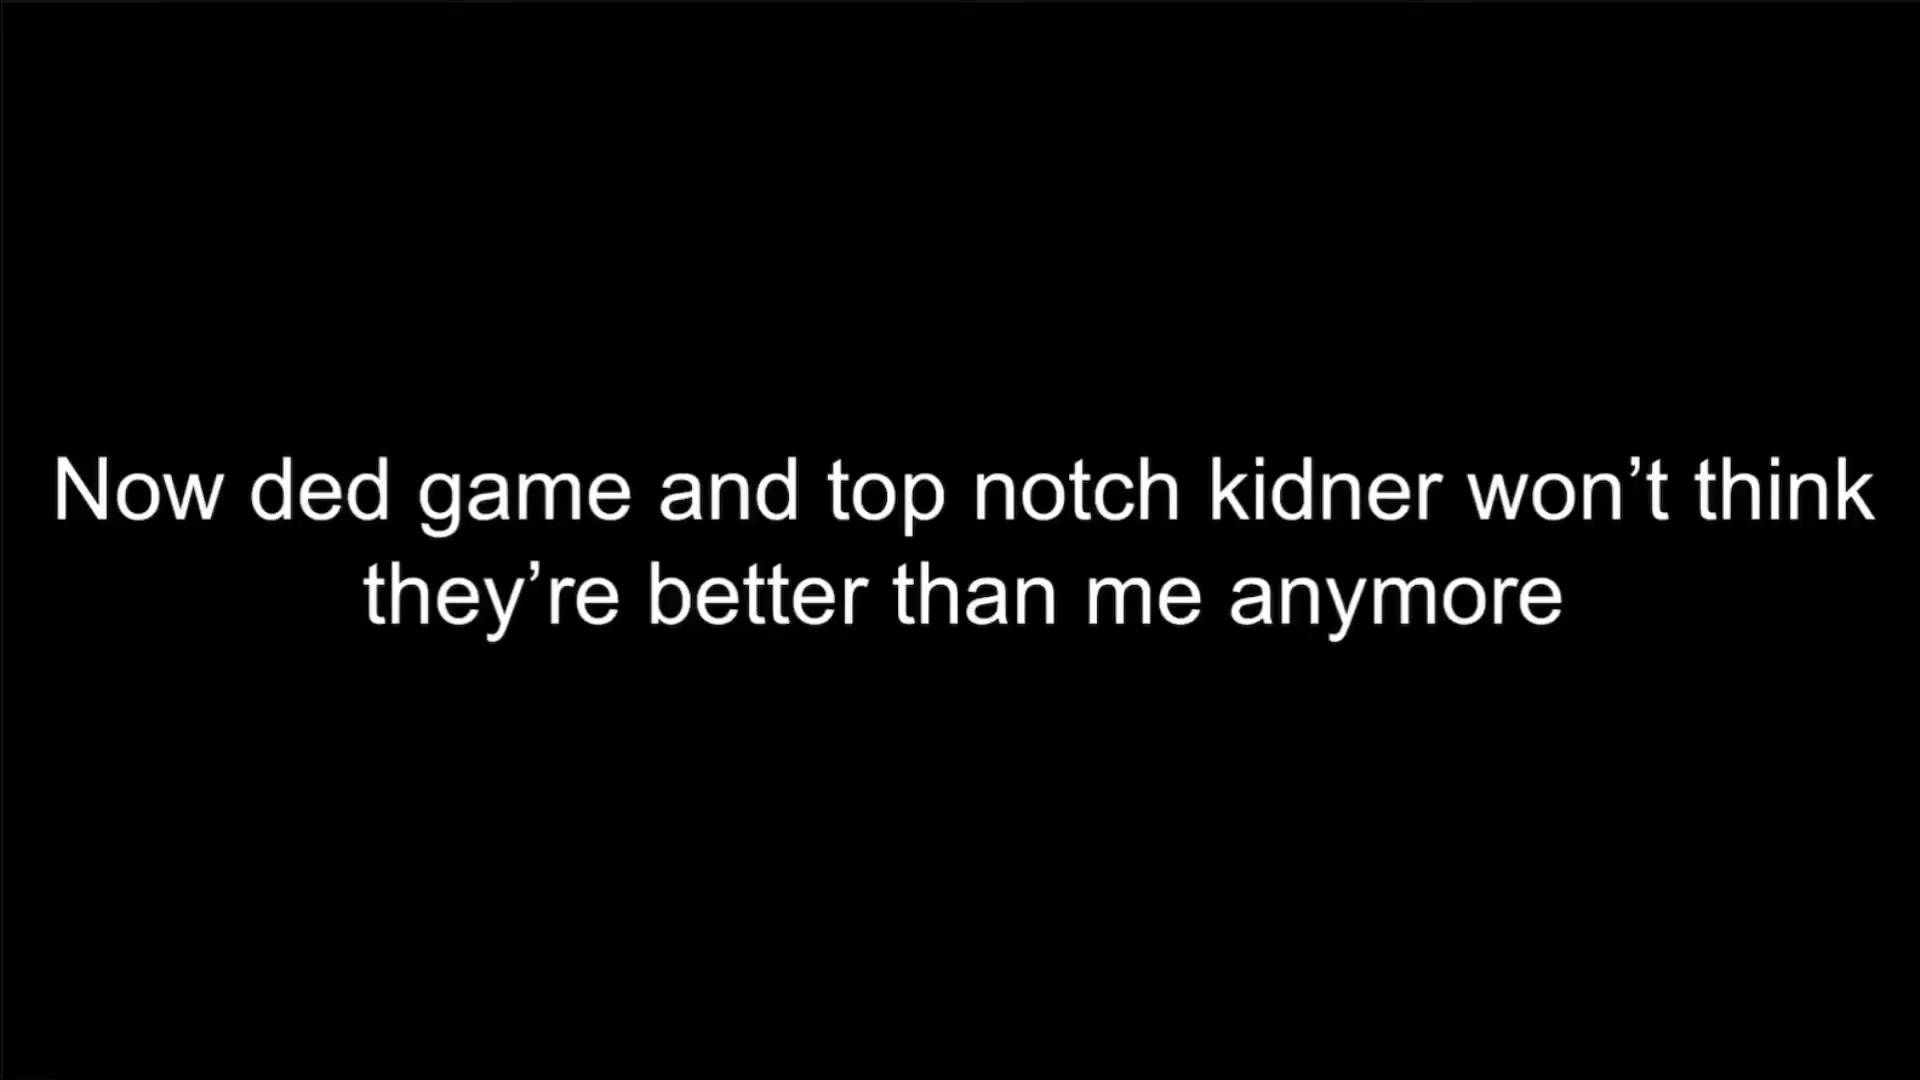 Now ded game and top notch kidner won’t think
they’re better than me anymore